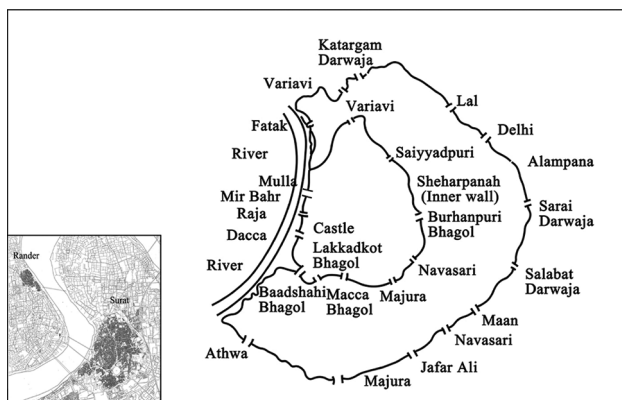 Katargam
Darwaja
Variavi
Variavi
Lal
Fatak
Delhi
River
Saiyyadpuri
Alampana
Mulla
Sheharpanah
(Inner wall)
Mir Bahr
Raja
Burhanpuri
Bhagol
Sarai
Darwaja
Dacca
Castle
Lakkadkot
Bhagol
River
Navasari
Salabat
Darwaja
Baadshahi
Bhagol
Macca
Bhagol
Majura
Maan
Navasari
Athwa
Jafar Ali
Majura
Rander
Surat